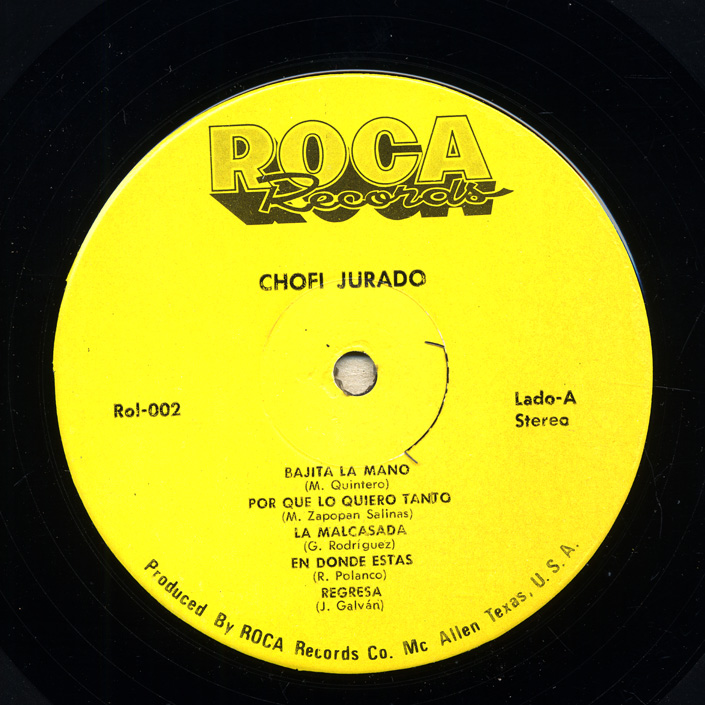 ROCA
Records
CHOFI JURADO
Rol-002
Lado-A
Stereo
BAJITA LA MANO
(M. Quintero)
POR QUE LO QUIERO TANTO
(M. Zapopan Salinas)
LA MALCASADA
(G. Rodríguez)
EN DONDE ESTAS
(R. Polanco)
REGRESA
(J. Galván)
Produced By ROCA Records Co. Mc Allen Texas, U. S. A.